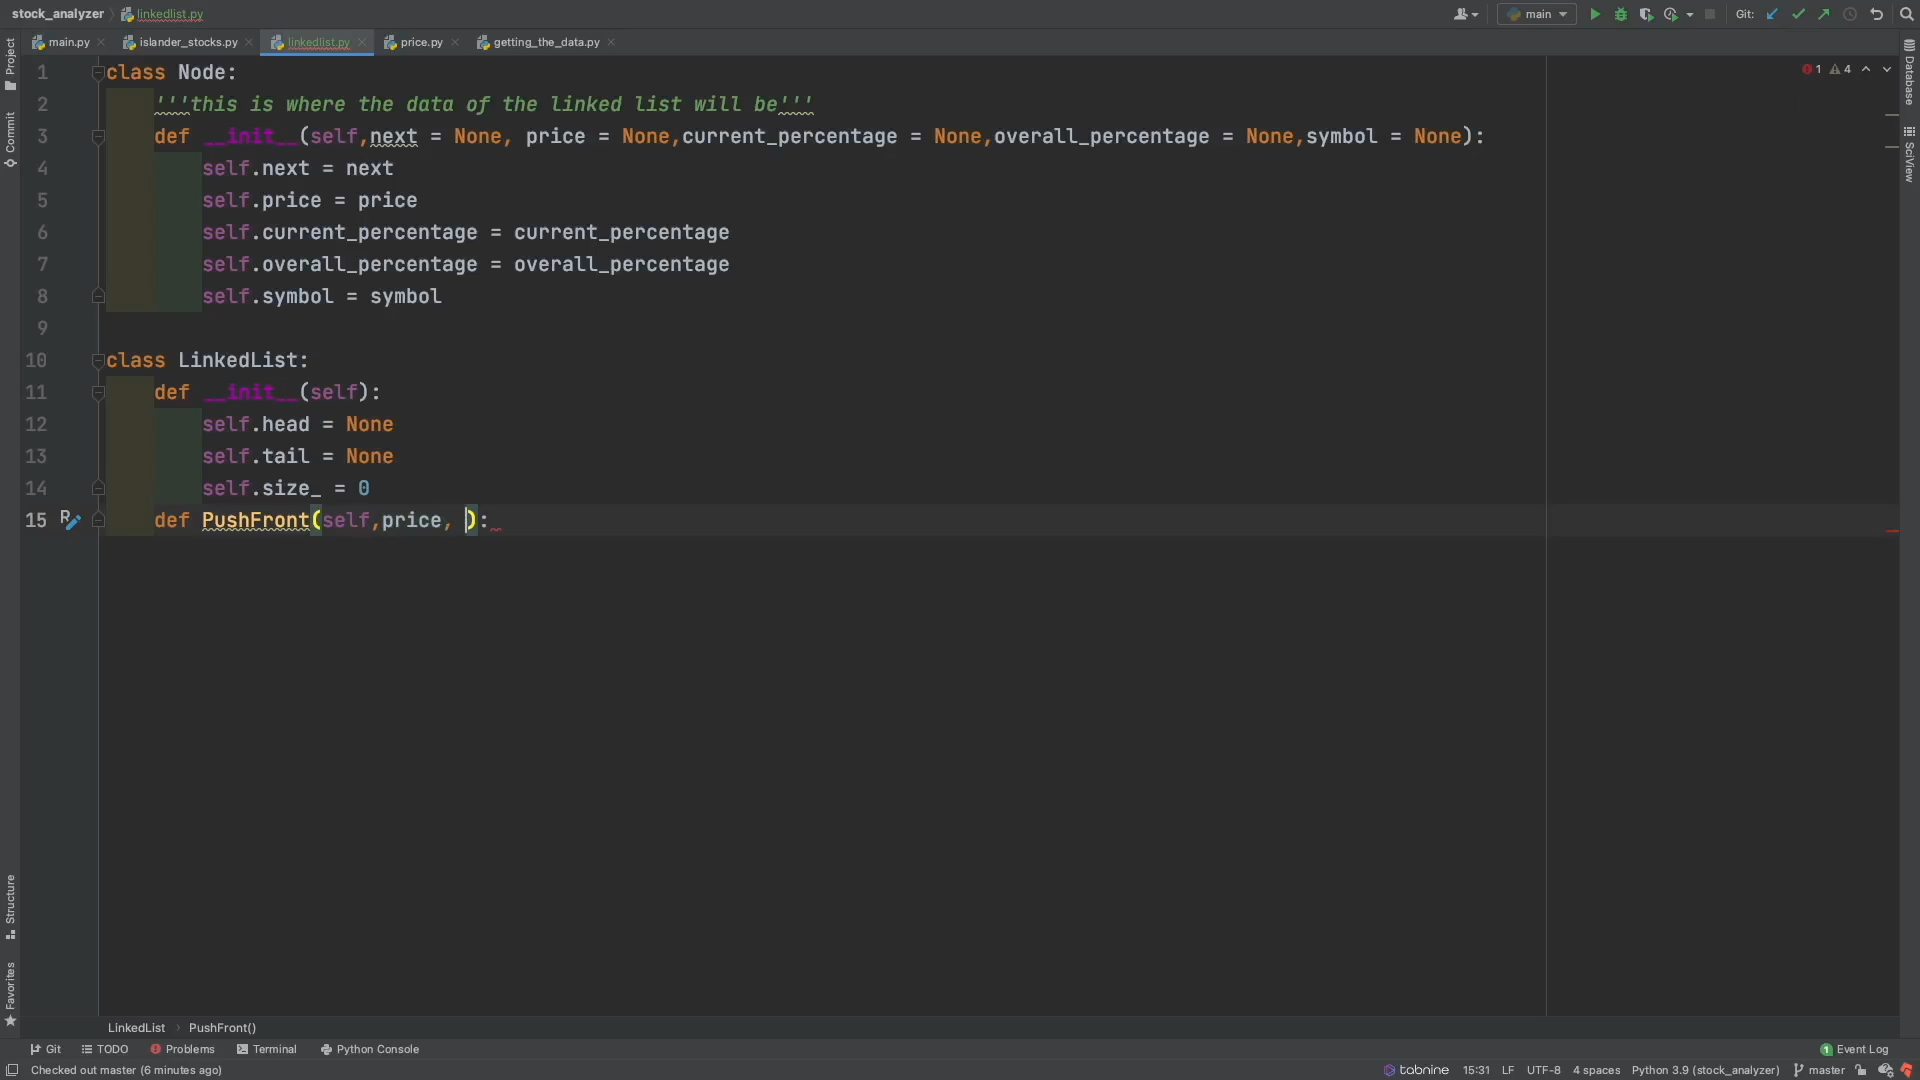 stock_analyzer linkedlist.py main Git:
main.py islander_stocks.py linkedlist.py price.py getting_the_data.py
1 class Node:
2 '''this is where the data of the linked list will be'''
3 def __init__(self,next = None, price = None,current_percentage = None,overall_percentage = None,symbol = None):
4 self.next = next
5 self.price = price
6 self.current_percentage = current_percentage
7 self.overall_percentage = overall_percentage
8 self.symbol = symbol
9
10 class LinkedList:
11 def __init__(self):
12 self.head = None
13 self.tail = None
14 self.size_ = 0
15 def PushFront(self,price, ):
1 4
Project
Commit
Structure
Favorites
Database
SciView
LinkedList PushFront()
Git TODO Problems Terminal Python Console 1 Event Log
Checked out master (6 minutes ago) tabnine 15:31 LF UTF-8 4 spaces Python 3.9 (stock_analyzer) master